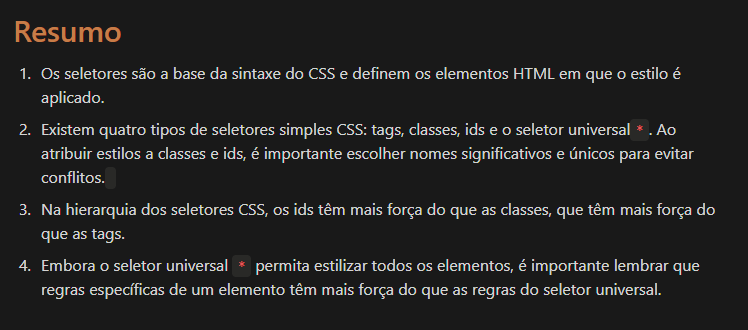 Resumo
1. Os seletores são a base da sintaxe do CSS e definem os elementos HTML em que o estilo é
aplicado.
2. Existem quatro tipos de seletores simples CSS: tags, classes, ids e o seletor universal * . Ao
atribuir estilos a classes e ids, é importante escolher nomes significativos e únicos para evitar
conflitos.
3. Na hierarquia dos seletores CSS, os ids têm mais força do que as classes, que têm mais força do
que as tags.
4. Embora o seletor universal * permita estilizar todos os elementos, é importante lembrar que
regras específicas de um elemento têm mais força do que as regras do seletor universal.